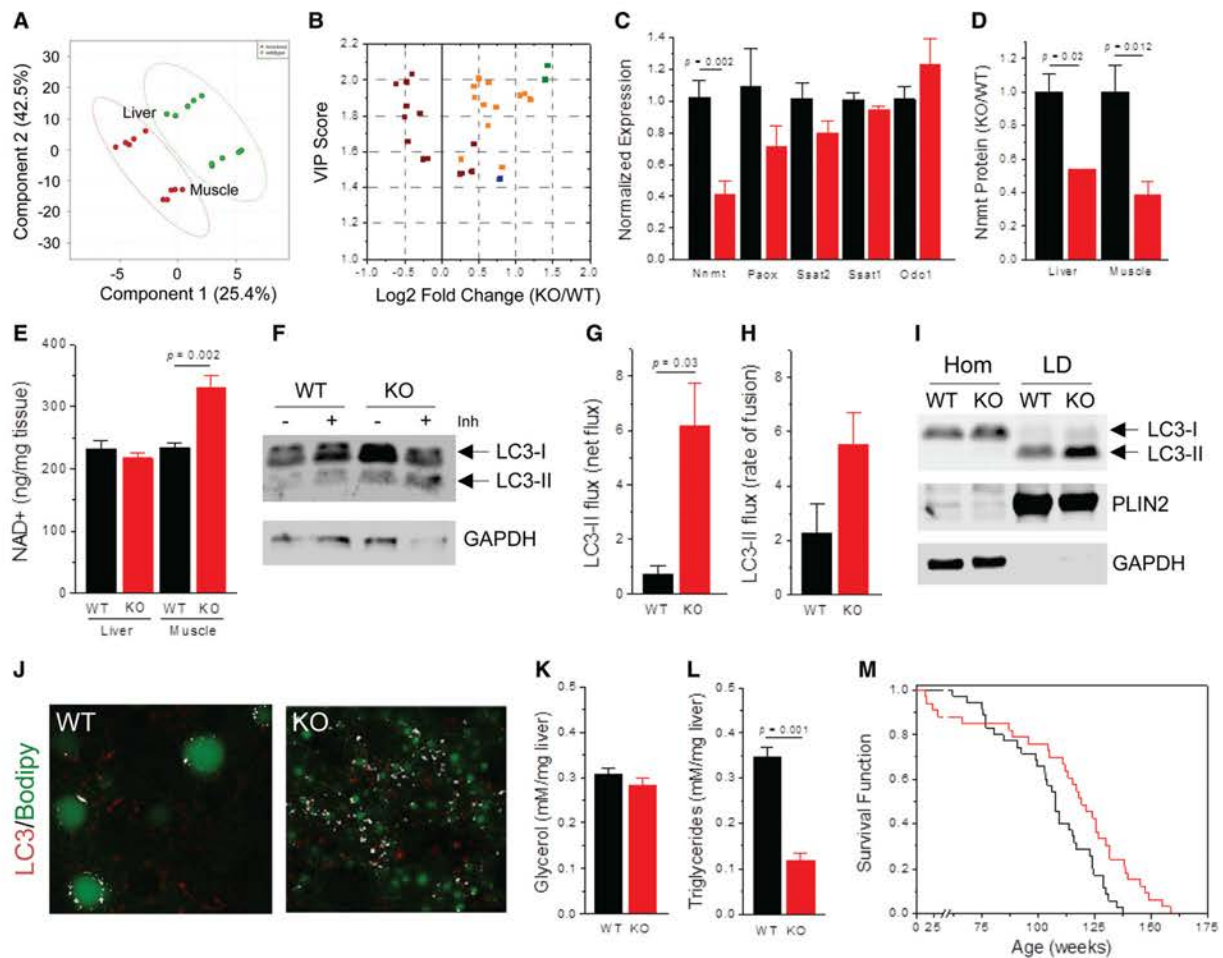 A
Component 2 (42.5%)
30
20
10
0
-10
-20
-30
Liver
Muscle
-5
0
5
Component 1 (25.4%)
B
VIP Score
2.2
2.0
1.8
1.6
1.4
1.2
1.0
-1.0
-0.5
0.0
0.5
1.0
1.5
2.0
Log2 Fold Change (KO/WT)
C
Normalized Expression
1.4
1.2
1.0
0.8
0.6
0.4
0.2
0.0
p = 0.002
Nnmt
Paox
Ssat2
Ssat1
Odc1
D
Nnmt Protein (KO/WT)
1.2
1.0
0.8
0.6
0.4
0.2
0.0
p = 0.02
p = 0.012
Liver
Muscle
E
NAD+ (ng/mg tissue)
400
300
200
100
0
p = 0.002
WT KO WT KO
Liver Muscle
F
WT KO
- + - + Inh
LC3-I
LC3-II
GAPDH
G
LC3-II flux (net flux)
8
6
4
2
0
p = 0.03
WT KO
H
LC3-II flux (rate of fusion)
8
6
4
2
0
WT KO
I
Hom LD
WT KO WT KO
LC3-I
LC3-II
PLIN2
GAPDH
J
LC3/Bodipy
WT
KO
K
Glycerol (mM/mg liver)
0.5
0.4
0.3
0.2
0.1
0.0
WT KO
L
Triglycerides (mM/mg liver)
0.5
0.4
0.3
0.2
0.1
0.0
p = 0.001
WT KO
M
Survival Function
1.0
0.8
0.6
0.4
0.2
0.0
0 25 75 100 125 150 175
Age (weeks)